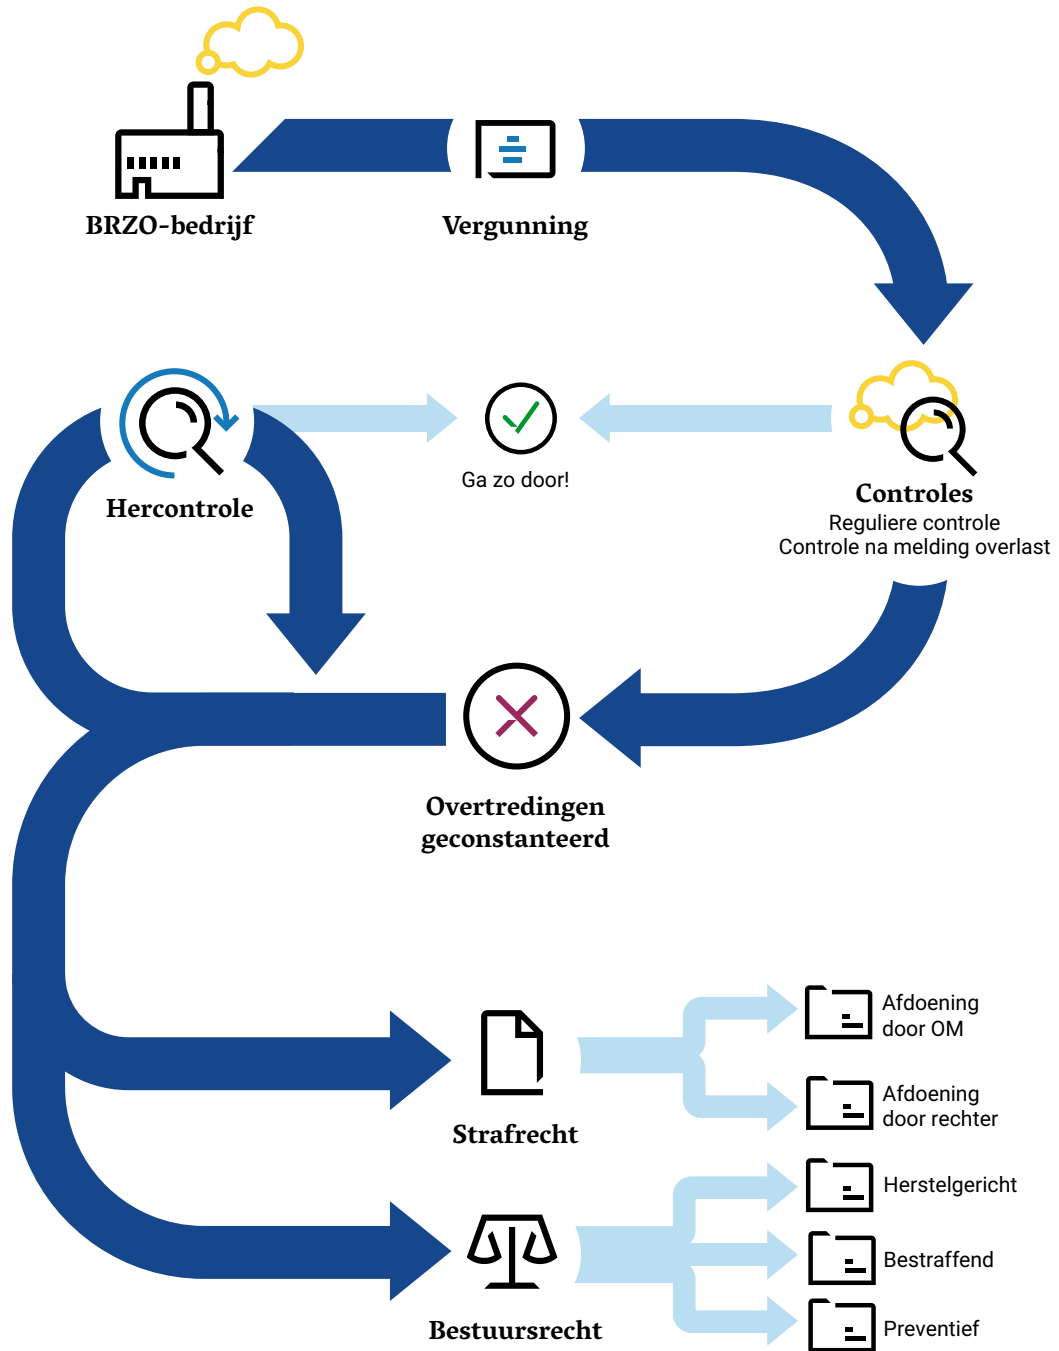 BRZO-bedrijf
Vergunning
Hercontrole
Ga zo door!
Controles
Reguliere controle
Controle na melding overlast
Overtredingen
geconstanteerd
Strafrecht
Afdoening
door OM
Afdoening
door rechter
Bestuursrecht
Herstelgericht
Bestraffend
Preventief